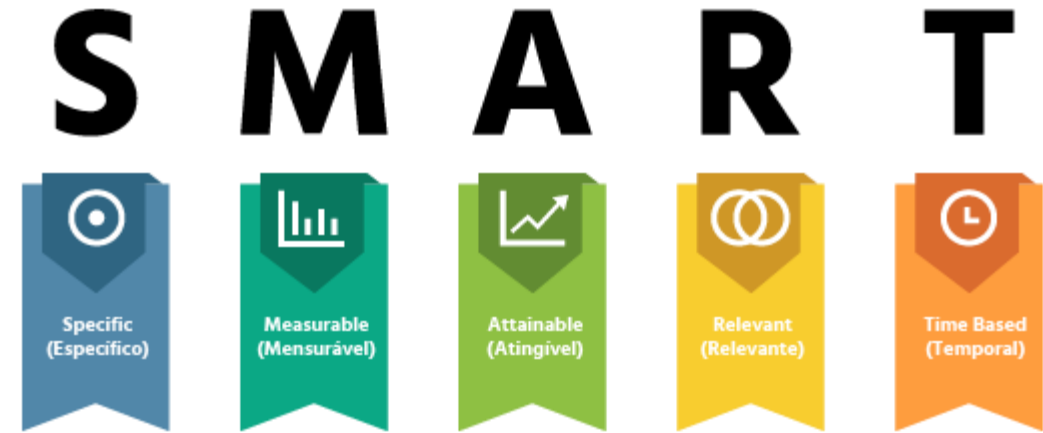 S M A R T
Specific
(Específico)
Measurable
(Mensurável)
Attainable
(Atingível)
Relevant
(Relevante)
Time Based
(Temporal)